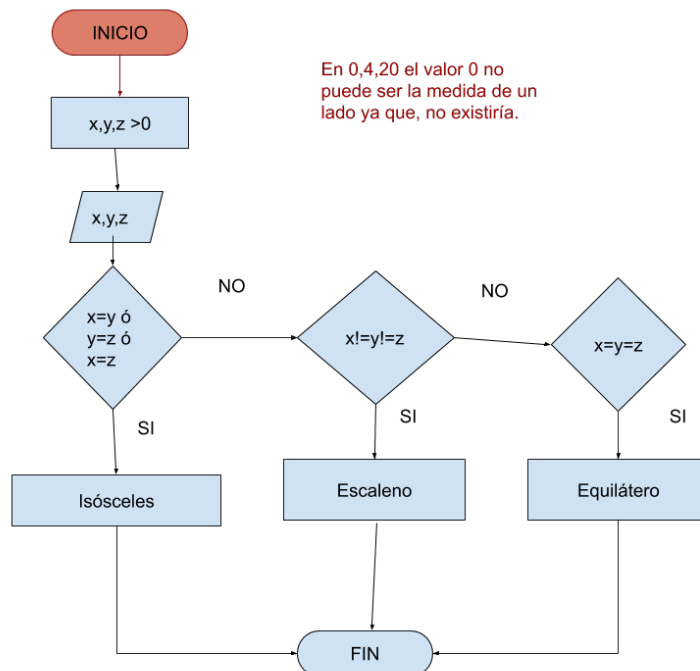 INICIO
En 0,4,20 el valor 0 no
puede ser la medida de un
lado ya que, no existiría.
x,y,z >0
x,y,z
NO
NO
x=y ó
y=z ó
x=z
x!=y!=z
x=y=z
SI
SI
SI
Isósceles
Escaleno
Equilátero
FIN